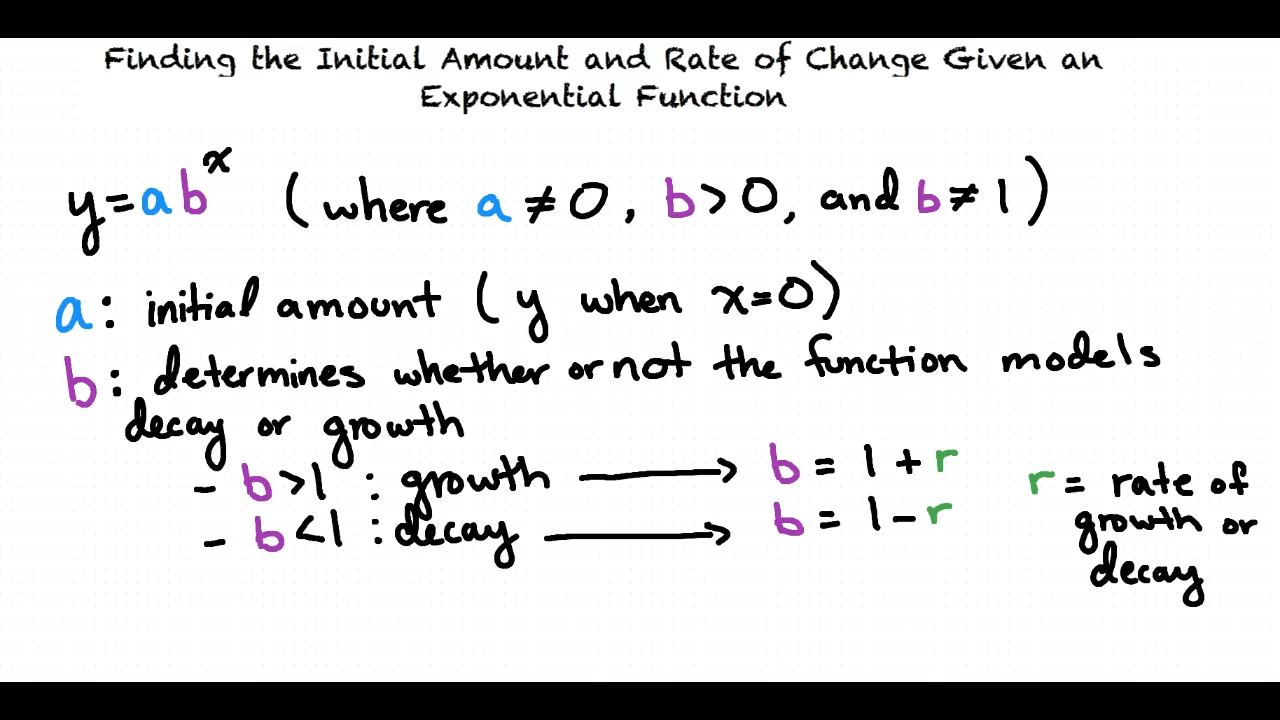 Finding the Initial Amount and Rate of Change Given an
Exponential Function
y=ab^x (where a≠0, b>0, and b≠1)
a: initial amount (y when x=0)
b: determines whether or not the function models
decay or growth
- b>1 : growth ⟶ b = 1 + r
- b<1 : decay ⟶ b = 1 - r
r = rate of
growth or
decay